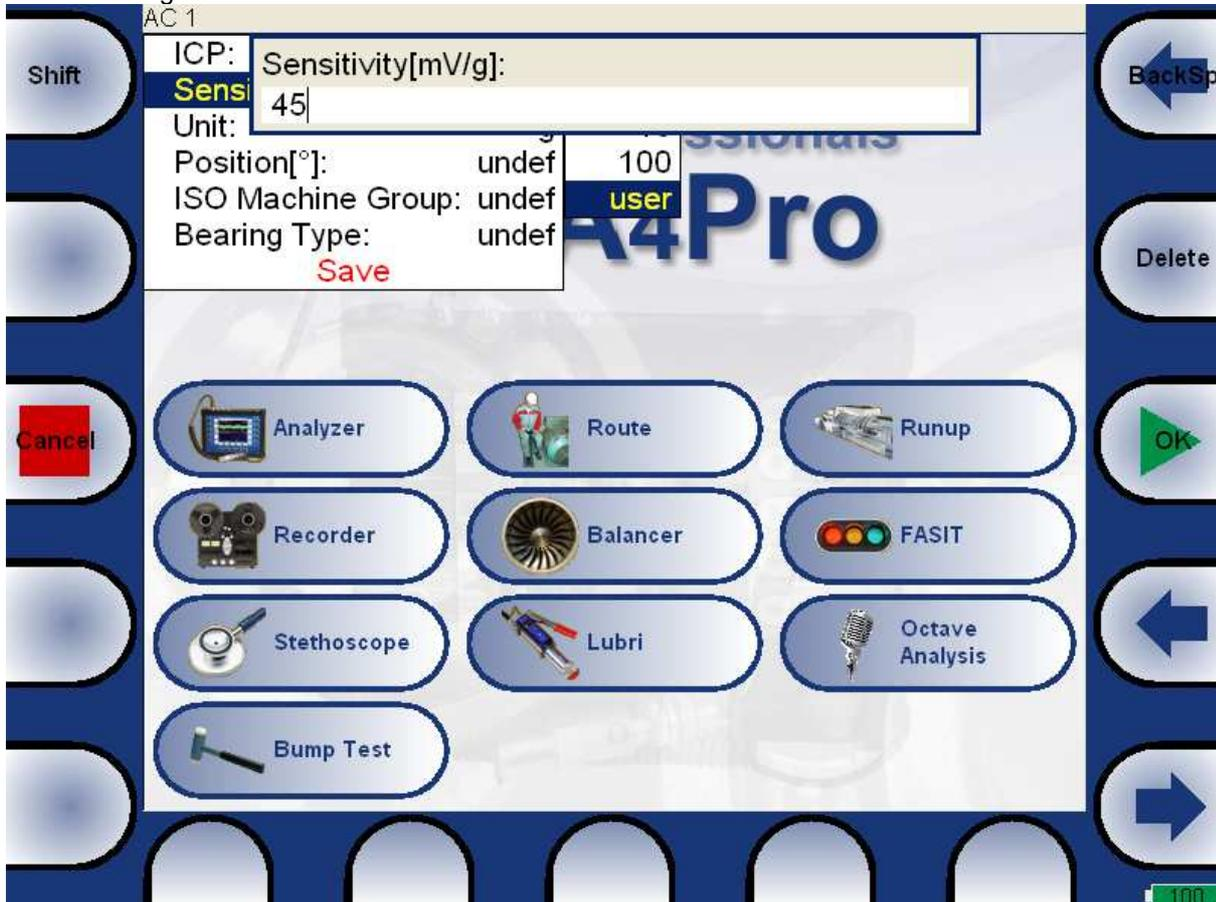 AC 1
Shift
ICP:
Sensitivity[mV/g]:
BackSp
Sensi
45
Unit:
Position[°]: undef 100
ISO Machine Group: undef user
Bearing Type: undef
A4Pro
Save
Delete
Cancel
OK
Analyzer
Route
Runup
Recorder
Balancer
FASIT
Stethoscope
Lubri
Octave
Analysis
Bump Test
100